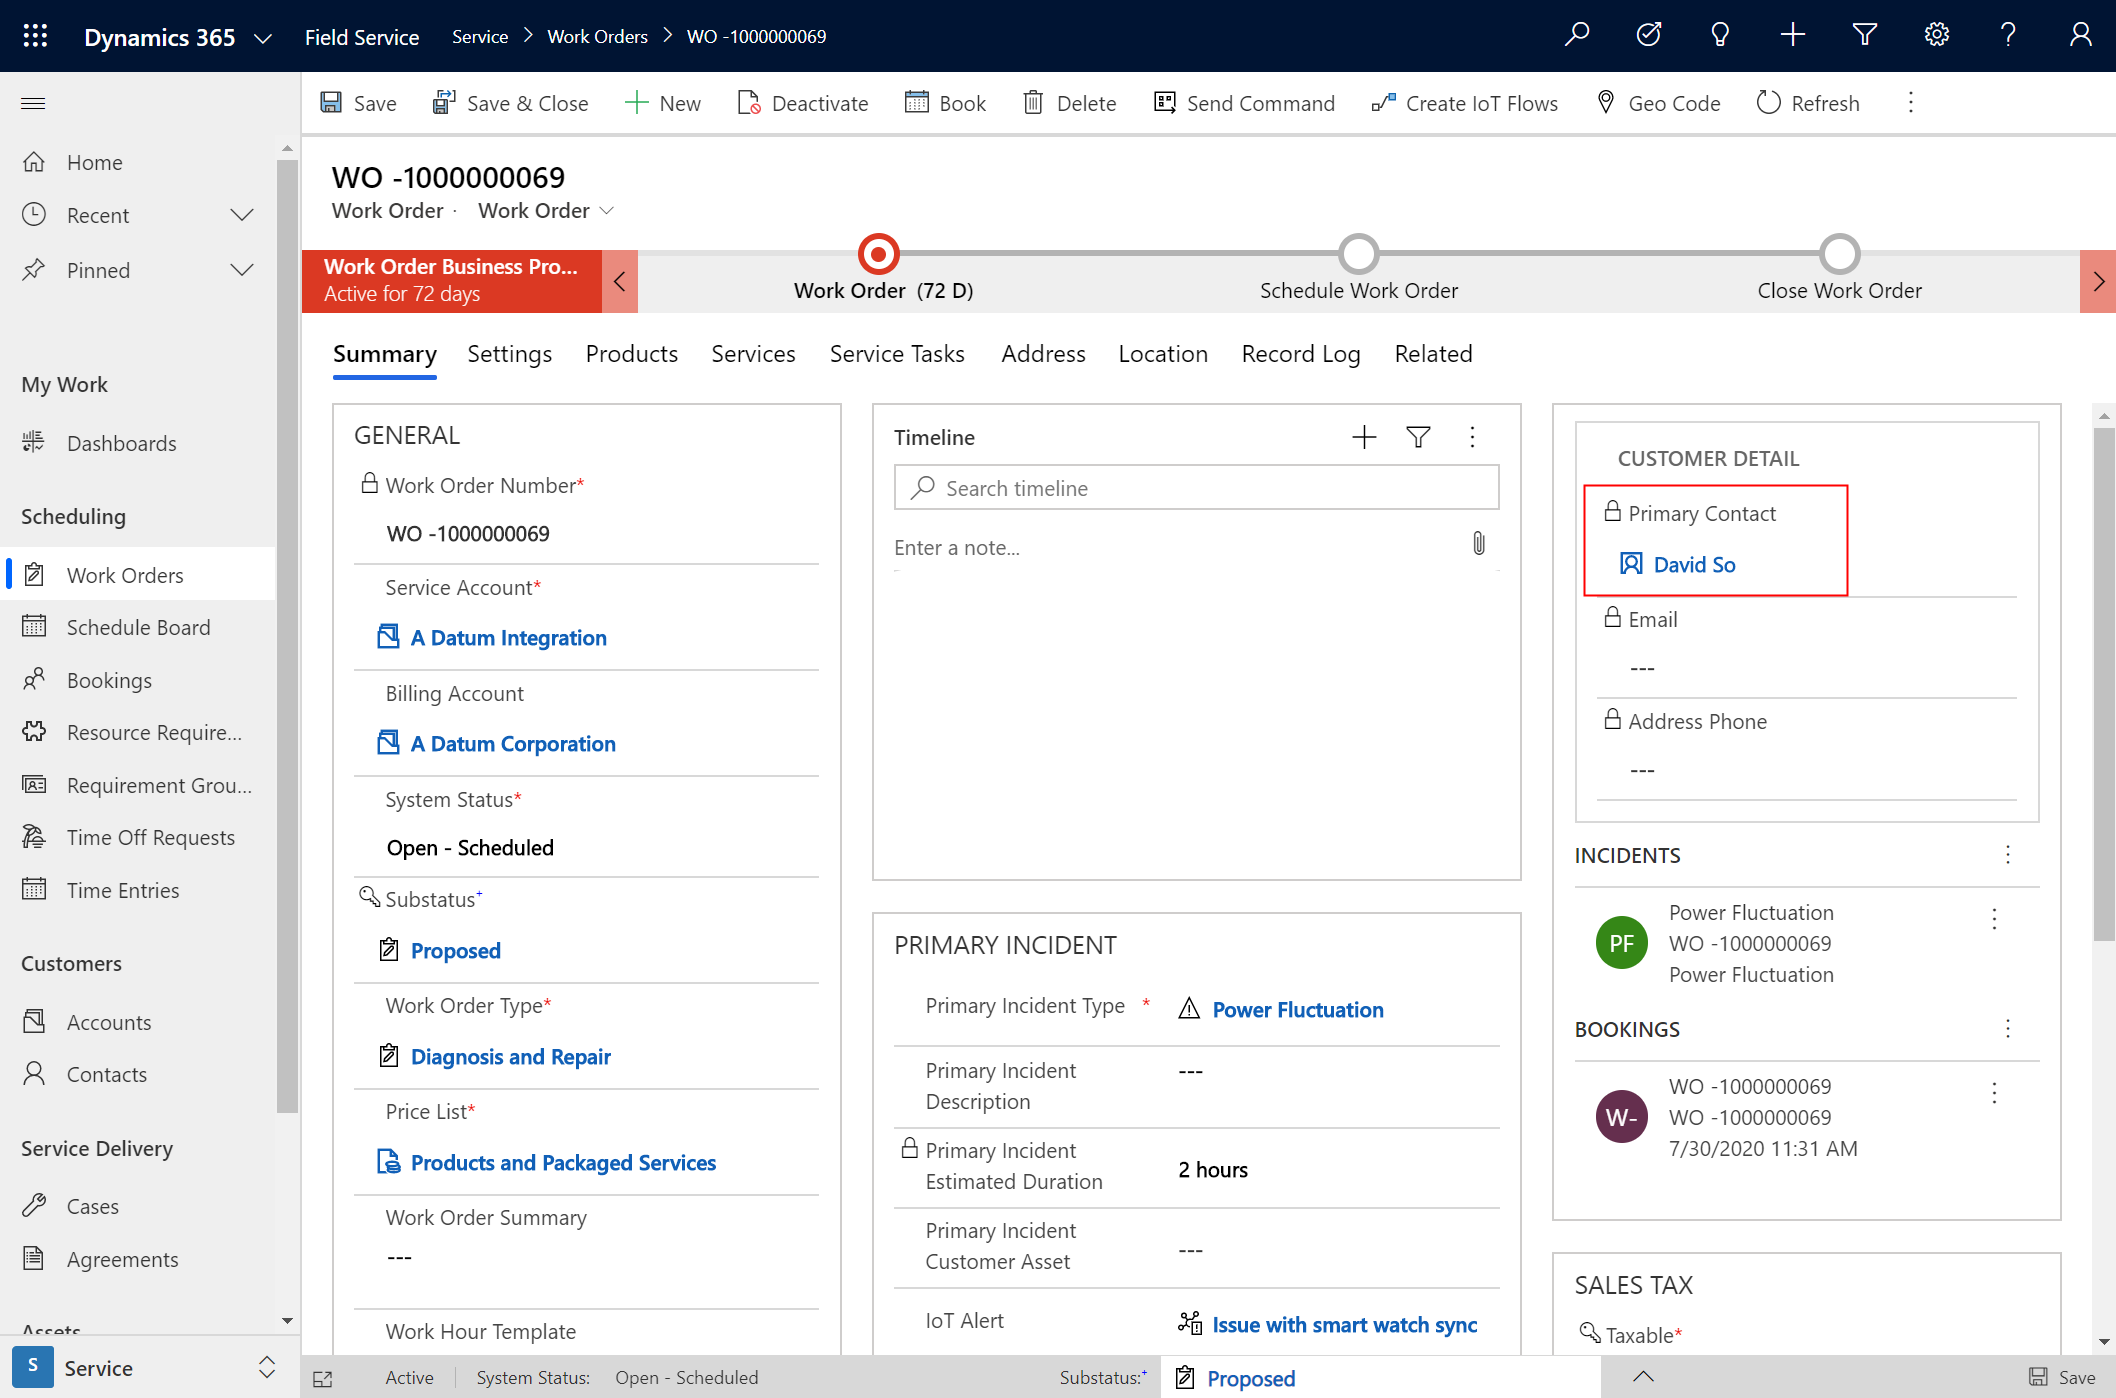 Dynamics 365
Field Service
Service
Work Orders
WO -1000000069
Save
Save & Close
New
Deactivate
Book
Delete
Send Command
Create IoT Flows
Geo Code
Refresh
Home
Recent
Pinned
My Work
Dashboards
Scheduling
Work Orders
Schedule Board
Bookings
Resource Require...
Requirement Grou...
Time Off Requests
Time Entries
Customers
Accounts
Contacts
Service Delivery
Cases
Agreements
Assets
S
Service
WO -1000000069
Work Order · Work Order
Work Order Business Pro...
Active for 72 days
Work Order (72 D)
Schedule Work Order
Close Work Order
Summary
Settings
Products
Services
Service Tasks
Address
Location
Record Log
Related
GENERAL
Work Order Number*
WO -1000000069
Service Account*
A Datum Integration
Billing Account
A Datum Corporation
System Status*
Open - Scheduled
Substatus+
Proposed
Work Order Type*
Diagnosis and Repair
Price List*
Products and Packaged Services
Work Order Summary
---
Work Hour Template
Timeline
Search timeline
Enter a note...
PRIMARY INCIDENT
Primary Incident Type *
Power Fluctuation
Primary Incident
Description
---
Primary Incident
Estimated Duration
2 hours
Primary Incident
Customer Asset
---
IoT Alert
Issue with smart watch sync
CUSTOMER DETAIL
Primary Contact
David So
Email
---
Address Phone
---
INCIDENTS
PF
Power Fluctuation
WO -1000000069
Power Fluctuation
BOOKINGS
W-
WO -1000000069
WO -1000000069
7/30/2020 11:31 AM
SALES TAX
Taxable*
Active
System Status:
Open - Scheduled
Substatus:+
Proposed
Save